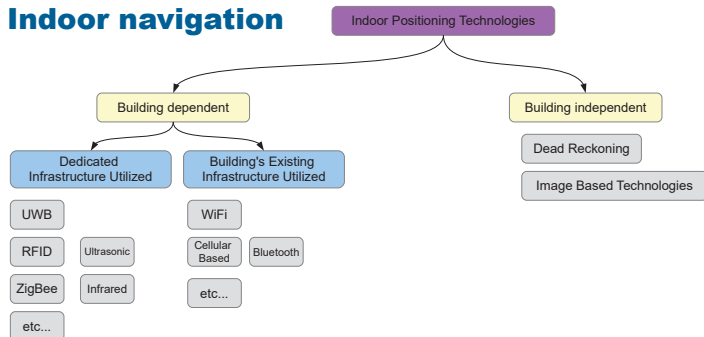 Indoor navigation
Indoor Positioning Technologies
Building dependent
Building independent
Dedicated
Infrastructure Utilized
Building's Existing
Infrastructure Utilized
Dead Reckoning
Image Based Technologies
UWB
RFID
Ultrasonic
ZigBee
Infrared
etc...
WiFi
Cellular
Based
Bluetooth
etc...